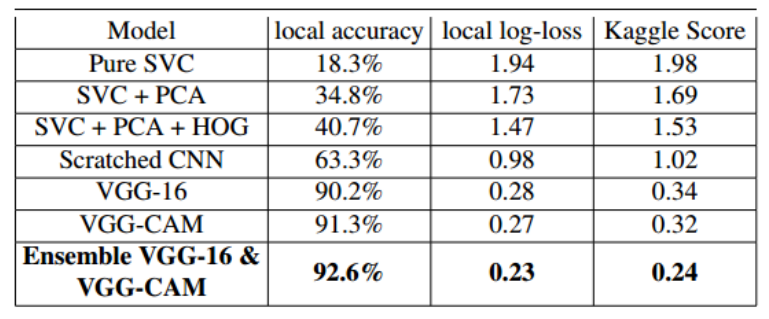 Model local accuracy local log-loss Kaggle Score
Pure SVC 18.3% 1.94 1.98
SVC + PCA 34.8% 1.73 1.69
SVC + PCA + HOG 40.7% 1.47 1.53
Scratched CNN 63.3% 0.98 1.02
VGG-16 90.2% 0.28 0.34
VGG-CAM 91.3% 0.27 0.32
Ensemble VGG-16 &
VGG-CAM 92.6% 0.23 0.24